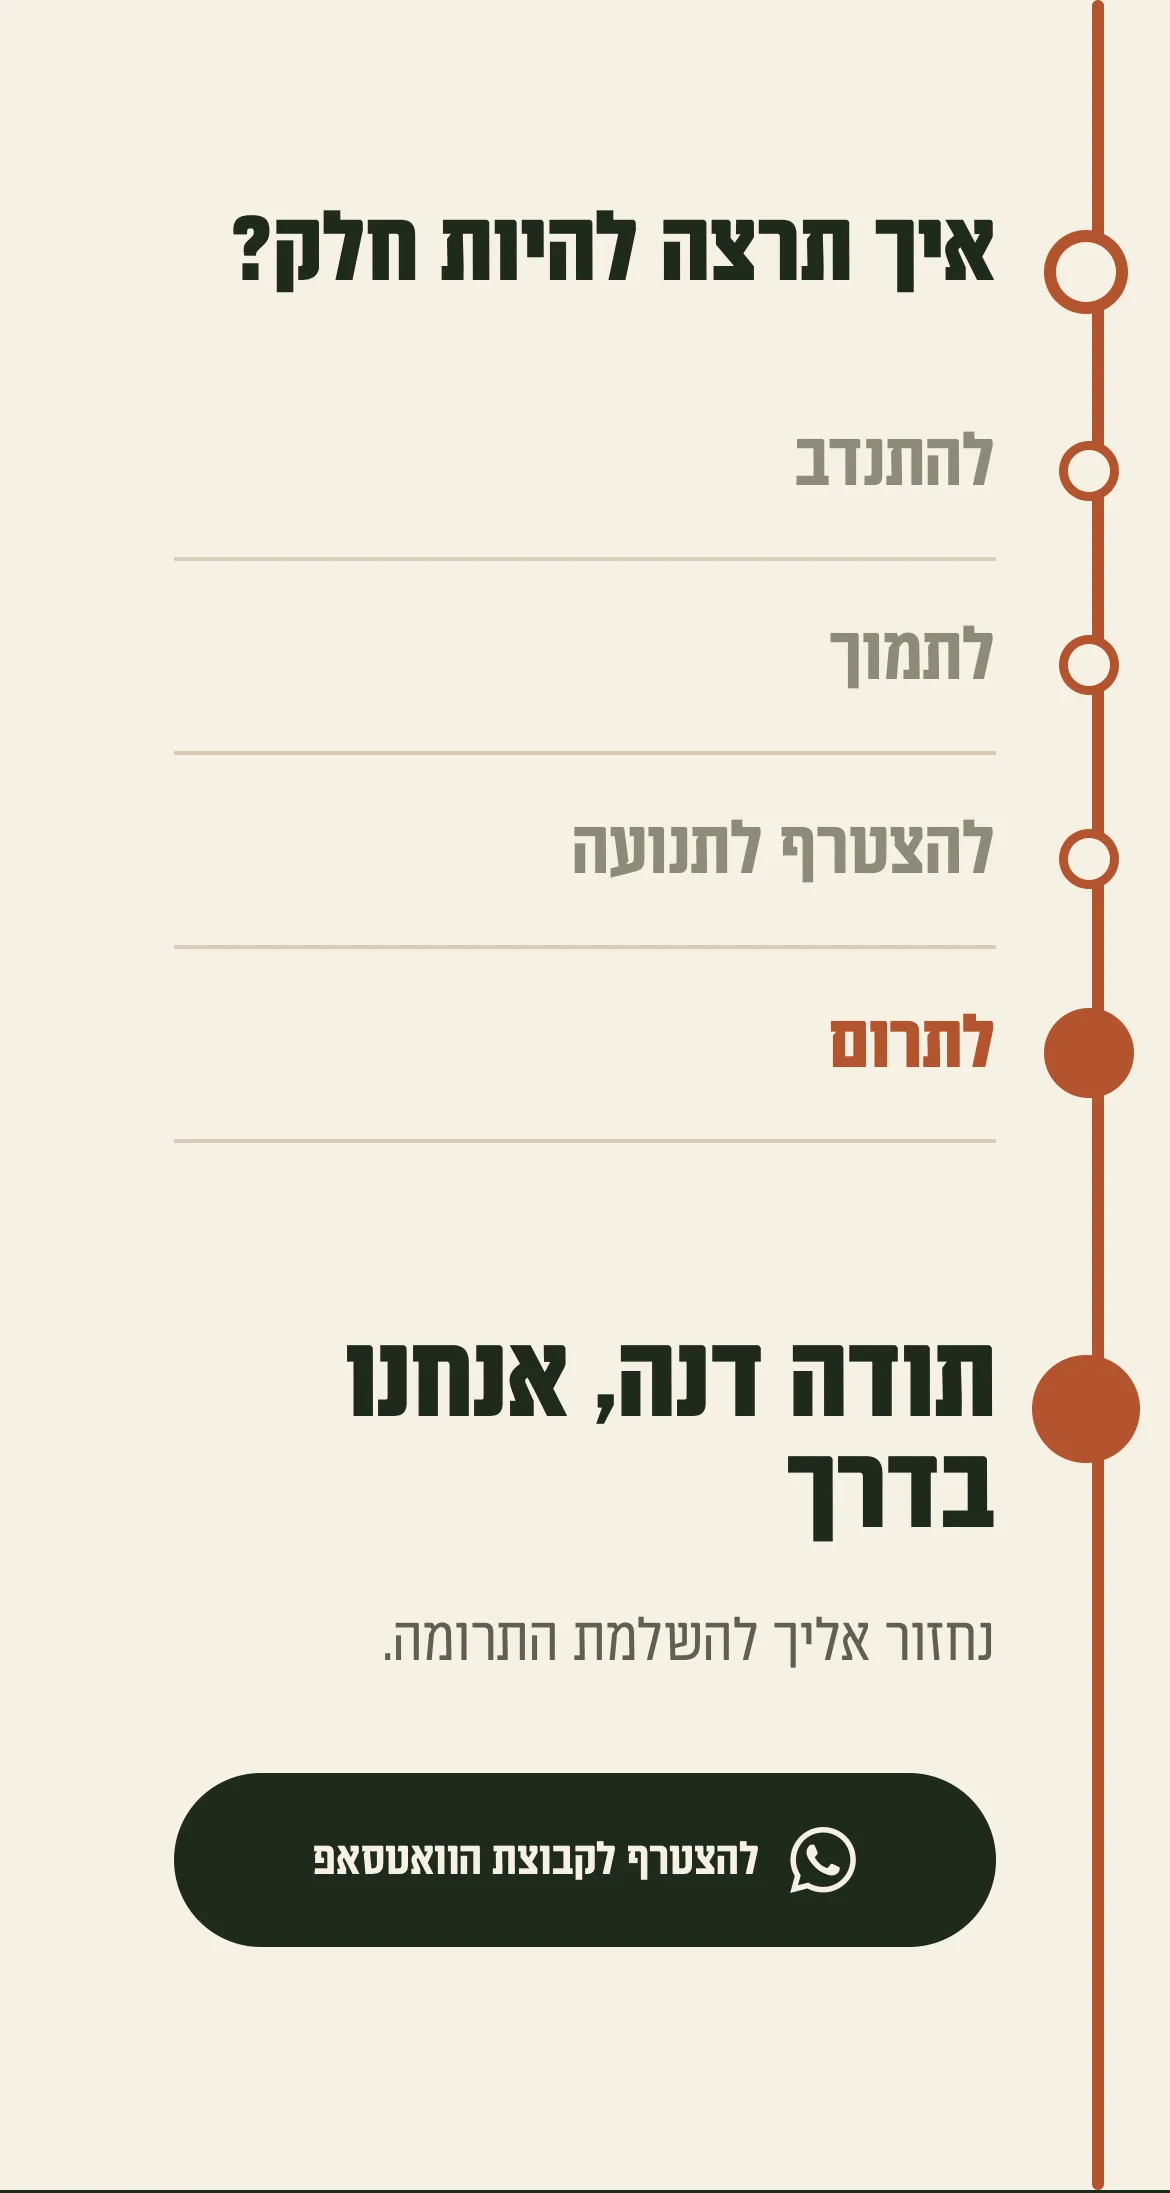 איך תרצה להיות חלק?
להתנדב
לתמוך
להצטרף לתנועה
לתרום
תודה דנה, אנחנו
בדרך
נחזור אליך להשלמת התרומה.
להצטרף לקבוצת הוואטסאפ